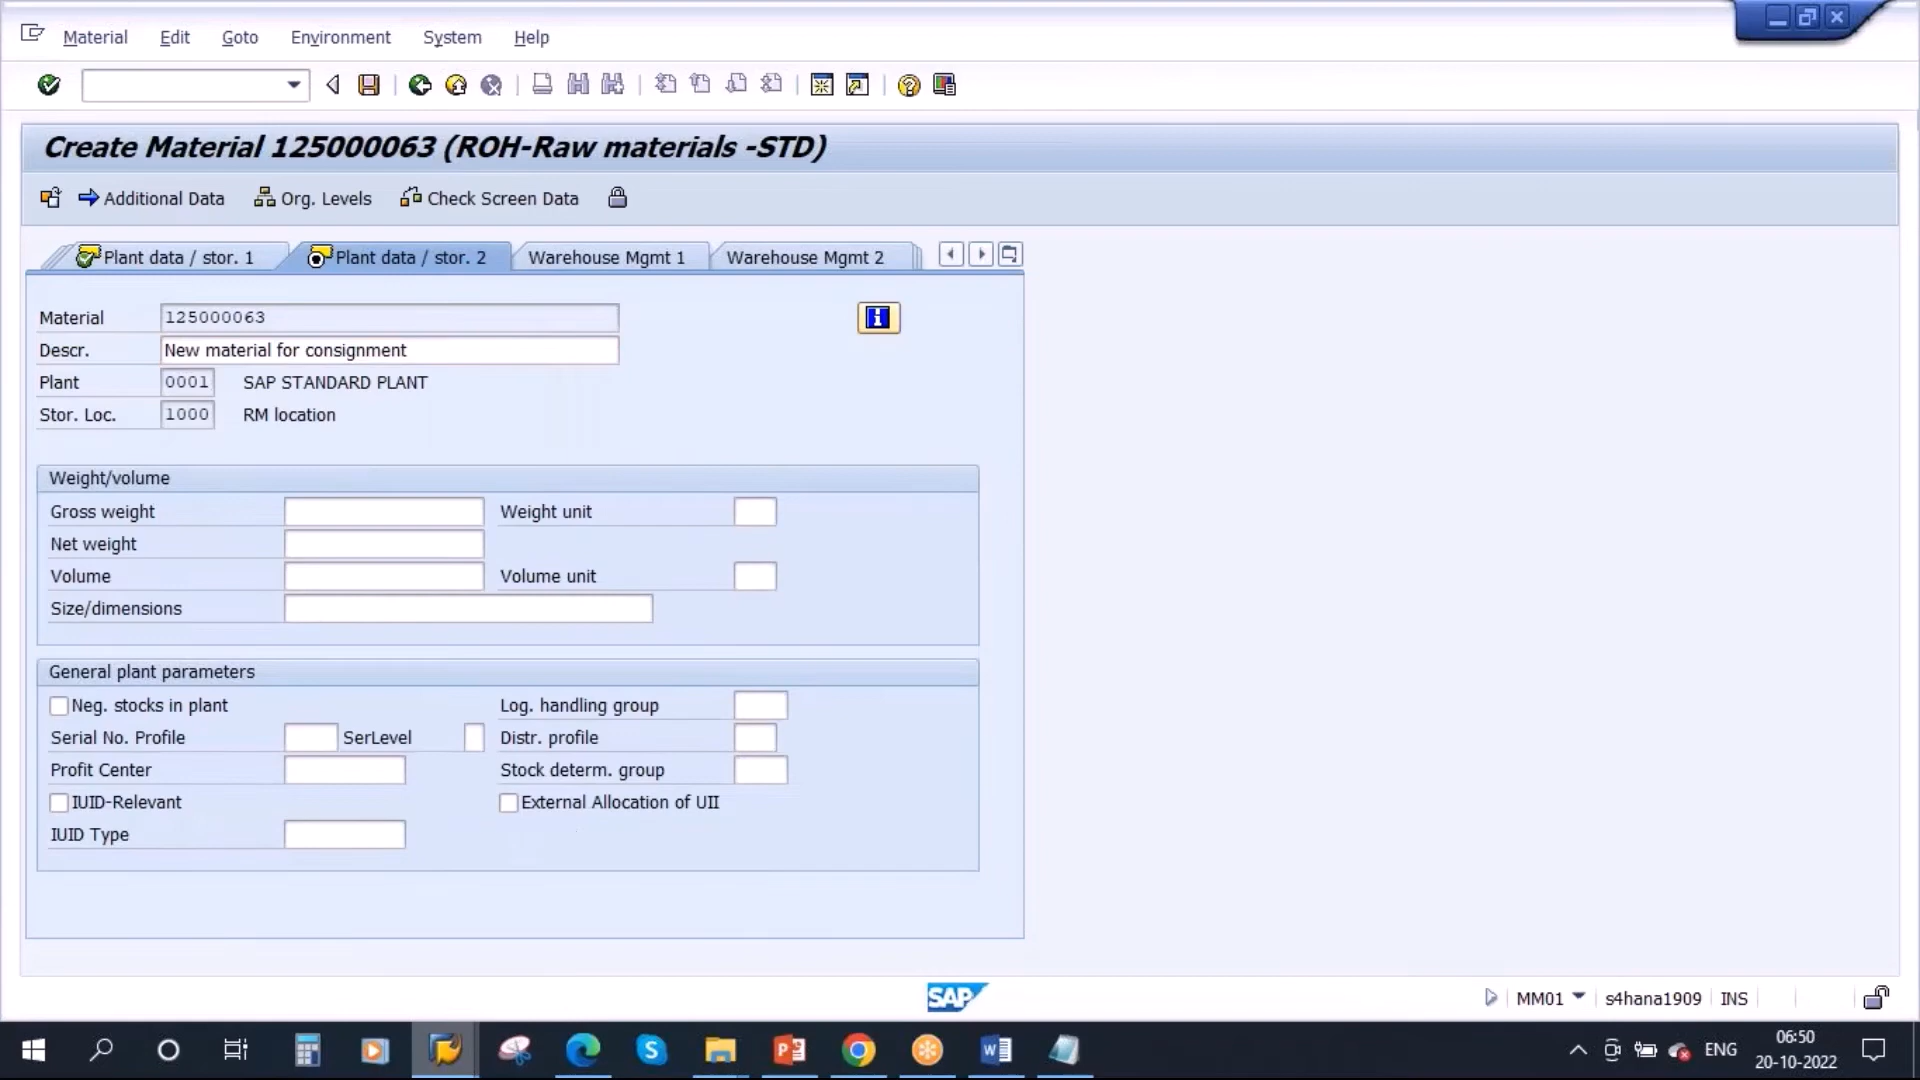 Material Edit Goto Environment System Help
Create Material 125000063 (ROH-Raw materials -STD)
Additional Data Org. Levels Check Screen Data
Plant data / stor. 1 Plant data / stor. 2 Warehouse Mgmt 1 Warehouse Mgmt 2
Material 125000063
Descr. New material for consignment
Plant 0001 SAP STANDARD PLANT
Stor. Loc. 1000 RM location
Weight/volume
Gross weight Weight unit
Net weight
Volume Volume unit
Size/dimensions
General plant parameters
Neg. stocks in plant Log. handling group
Serial No. Profile SerLevel Distr. profile
Profit Center Stock determ. group
IUID-Relevant External Allocation of UII
IUID Type
SAP MM01 s4hana1909 INS
ENG 06:50
20-10-2022